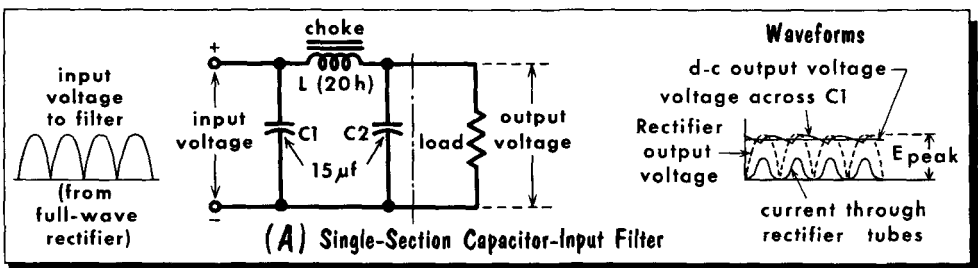 input
voltage
to filter
(from
full-wave
rectifier)
+
input
voltage
-
choke
L (20h)
C1
C2
15µf
load
output
voltage
Waveforms
d-c output voltage
voltage across C1
Rectifier
output
voltage
Epeak
current through
rectifier tubes
(A) Single-Section Capacitor-Input Filter